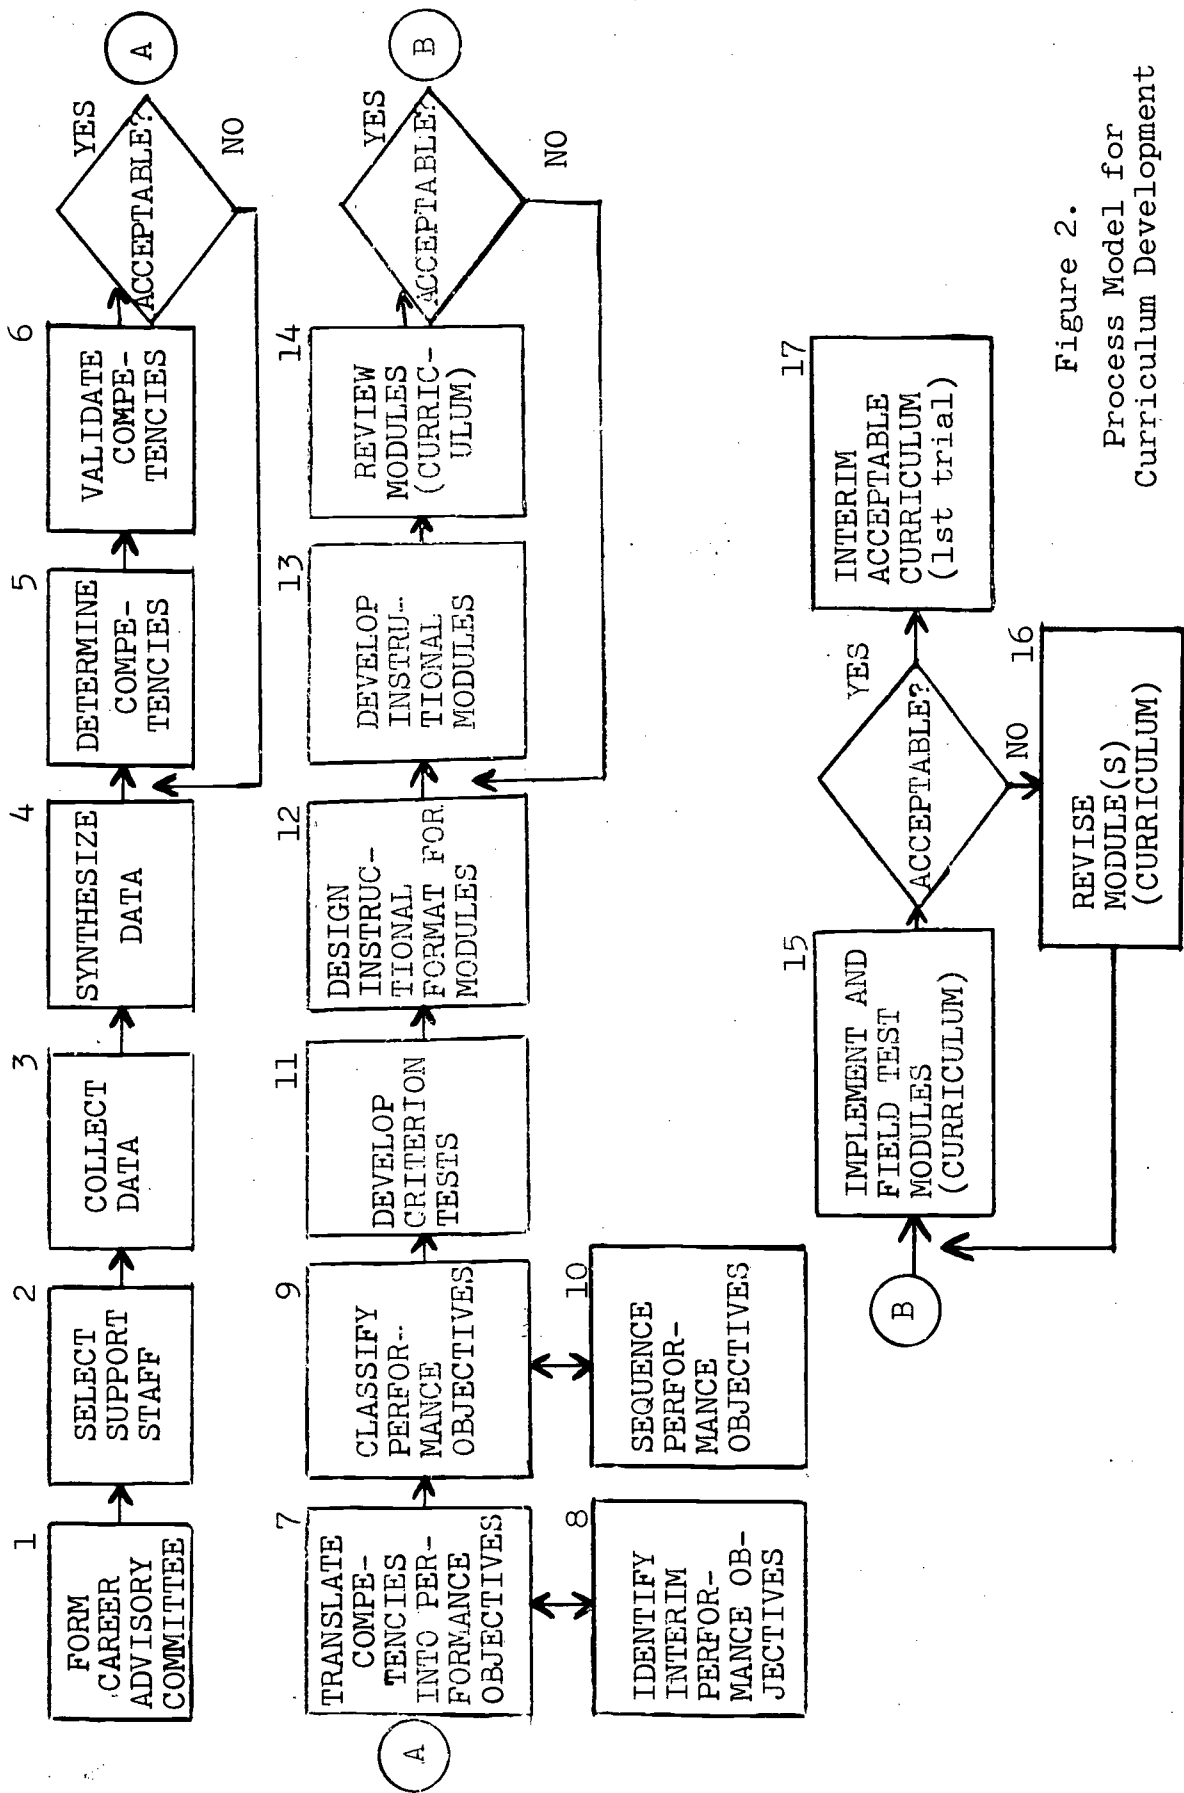 1
FORM
CAREER
ADVISORY
COMMITTEE
2
SELECT
SUPPORT
STAFF
3
COLLECT
DATA
4
SYNTHESIZE
DATA
5
DETERMINE
COMPE-
TENCIES
6
VALIDATE
COMPE-
TENCIES
ACCEPTABLE?
YES
NO
A
A
7
TRANSLATE
COMPE-
TENCIES
INTO PER-
FORMANCE
OBJECTIVES
8
IDENTIFY
INTERIM
PERFOR-
MANCE OB-
JECTIVES
9
CLASSIFY
PERFOR-
MANCE
OBJECTIVES
10
SEQUENCE
PERFOR-
MANCE
OBJECTIVES
11
DEVELOP
CRITERION
TESTS
12
DESIGN
INSTRUC-
TIONAL
FORMAT FOR
MODULES
13
DEVELOP
INSTRU-
TIONAL
MODULES
14
REVIEW
MODULES
(CURRIC-
ULUM)
ACCEPTABLE?
YES
NO
B
B
15
IMPLEMENT AND
FIELD TEST
MODULES
(CURRICULUM)
ACCEPTABLE?
YES
NO
16
REVISE
MODULE(S)
(CURRICULUM)
17
INTERIM
ACCEPTABLE
CURRICULUM
(1st trial)
Figure 2.
Process Model for
Curriculum Development